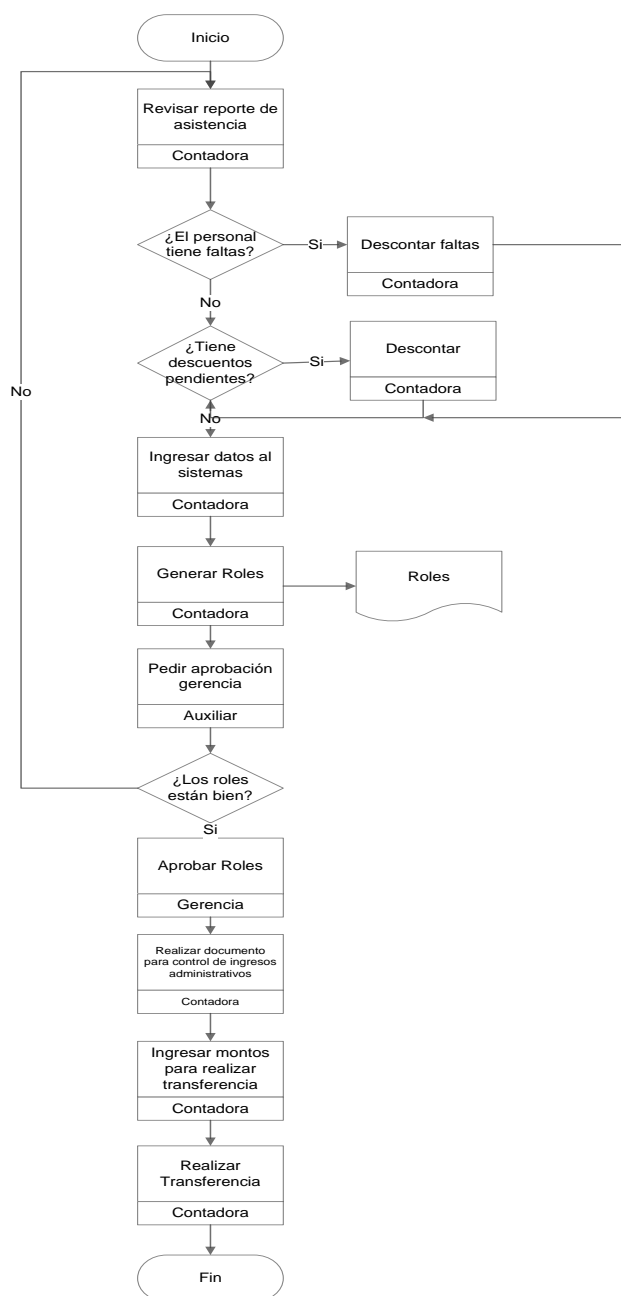 Inicio
Revisar reporte de
asistencia
Contadora
¿El personal
tiene faltas?
Si
Descontar faltas
Contadora
No
¿Tiene
descuentos
pendientes?
Si
Descontar
Contadora
No
No
Ingresar datos al
sistemas
Contadora
Generar Roles
Contadora
Roles
Pedir aprobación
gerencia
Auxiliar
¿Los roles
están bien?
Si
Aprobar Roles
Gerencia
Realizar documento
para control de ingresos
administrativos
Contadora
Ingresar montos
para realizar
transferencia
Contadora
Realizar
Transferencia
Contadora
Fin